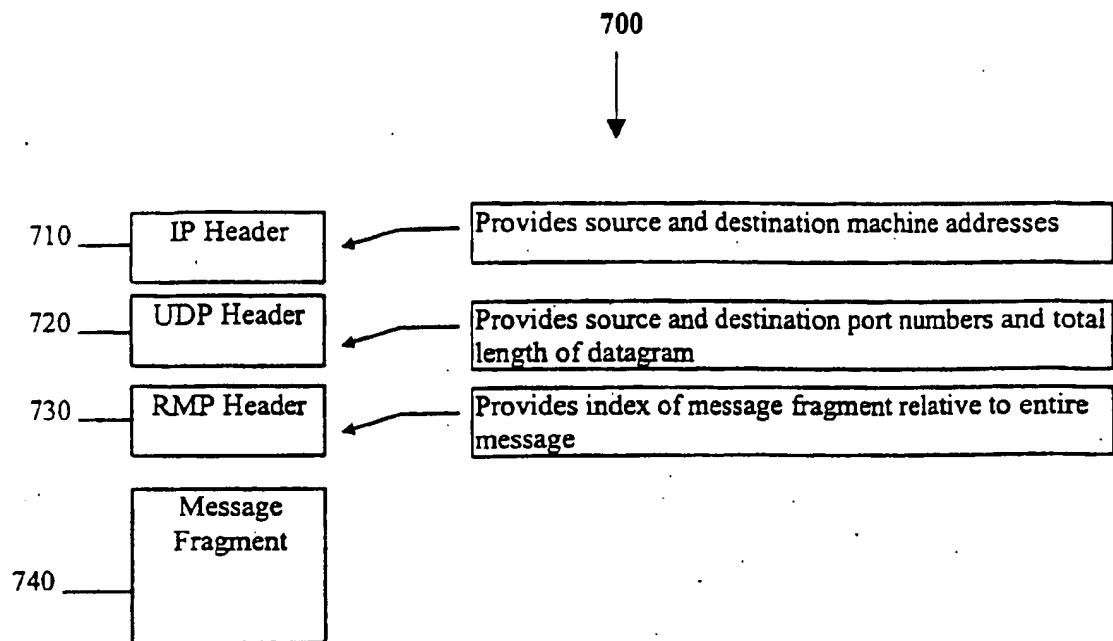 700
710
IP Header
Provides source and destination machine addresses
720
UDP Header
Provides source and destination port numbers and total
length of datagram
730
RMP Header
Provides index of message fragment relative to entire
message
Message
Fragment
740